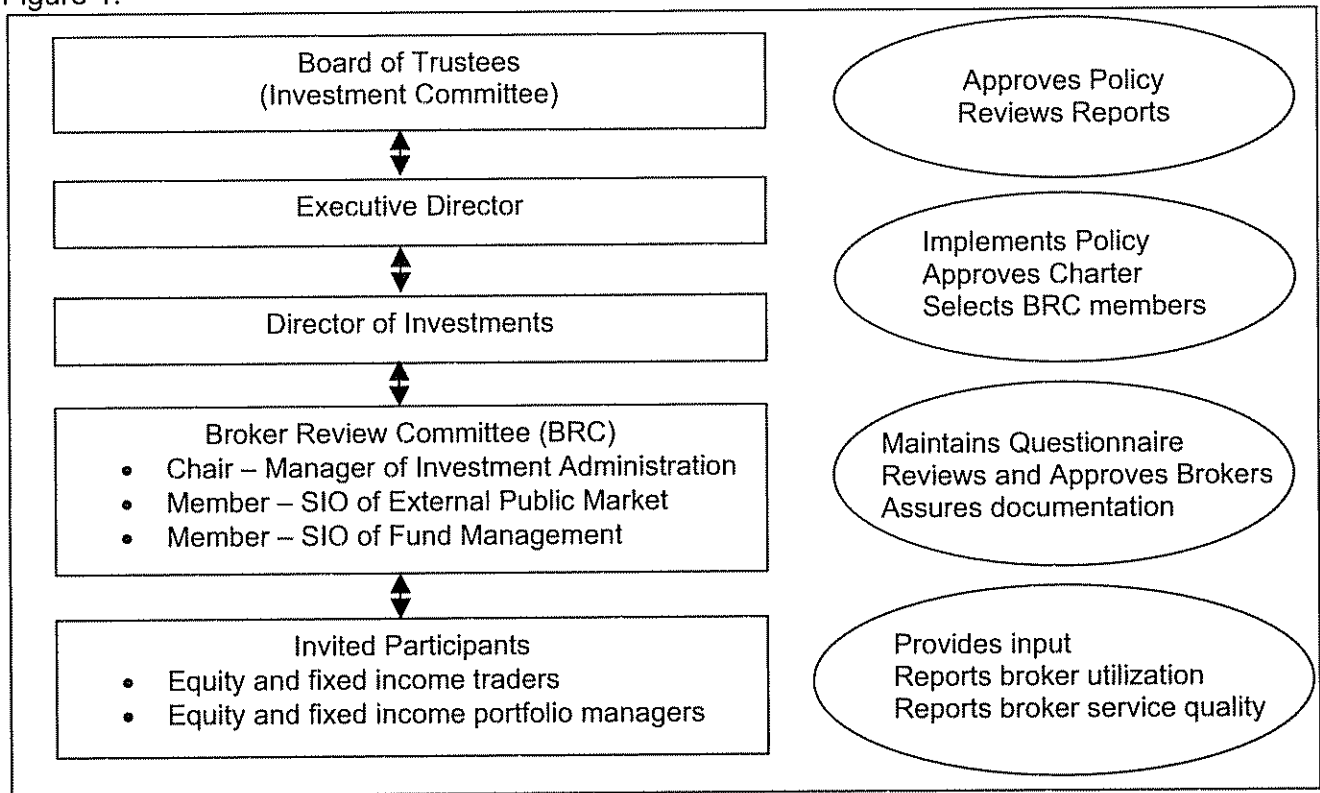 Figure 1.
Board of Trustees
(Investment Committee)
Approves Policy
Reviews Reports
Executive Director
Implements Policy
Approves Charter
Selects BRC members
Director of Investments
Broker Review Committee (BRC)
• Chair – Manager of Investment Administration
• Member – SIO of External Public Market
• Member – SIO of Fund Management
Maintains Questionnaire
Reviews and Approves Brokers
Assures documentation
Invited Participants
• Equity and fixed income traders
• Equity and fixed income portfolio managers
Provides input
Reports broker utilization
Reports broker service quality